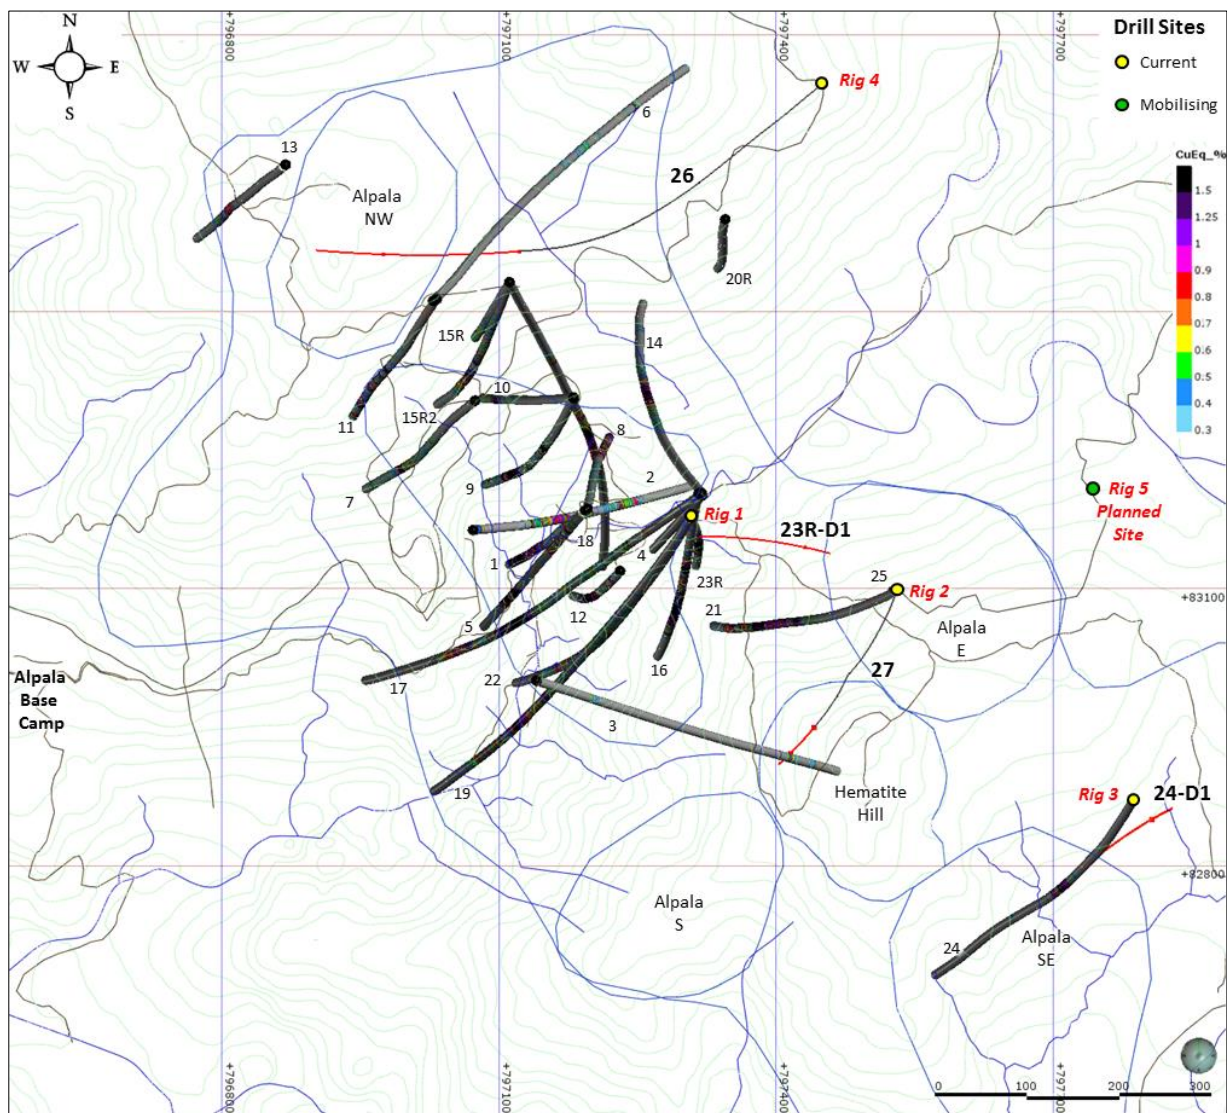 N
W E
S
+796800
+797100
+797400
+797700
Drill Sites
Current
Mobilising
CuEq_%
1.5
1.25
1
0.9
0.8
0.7
0.6
0.5
0.4
0.3
Rig 4
6
26
13
Alpala
NW
20R
15R
14
10
15R2
11
8
2
7
9
Rig 1
Rig 5
Planned
Site
18
23R-D1
4
1
23R
25
Rig 2
+83100
21
12
5
Alpala
E
16
27
22
17
Alpala
Base
Camp
3
19
Hematite
Hill
Rig 3
24-D1
+82800
Alpala
S
24
Alpala
SE
+796800
+797100
+797400
+797700
0 100 200 300